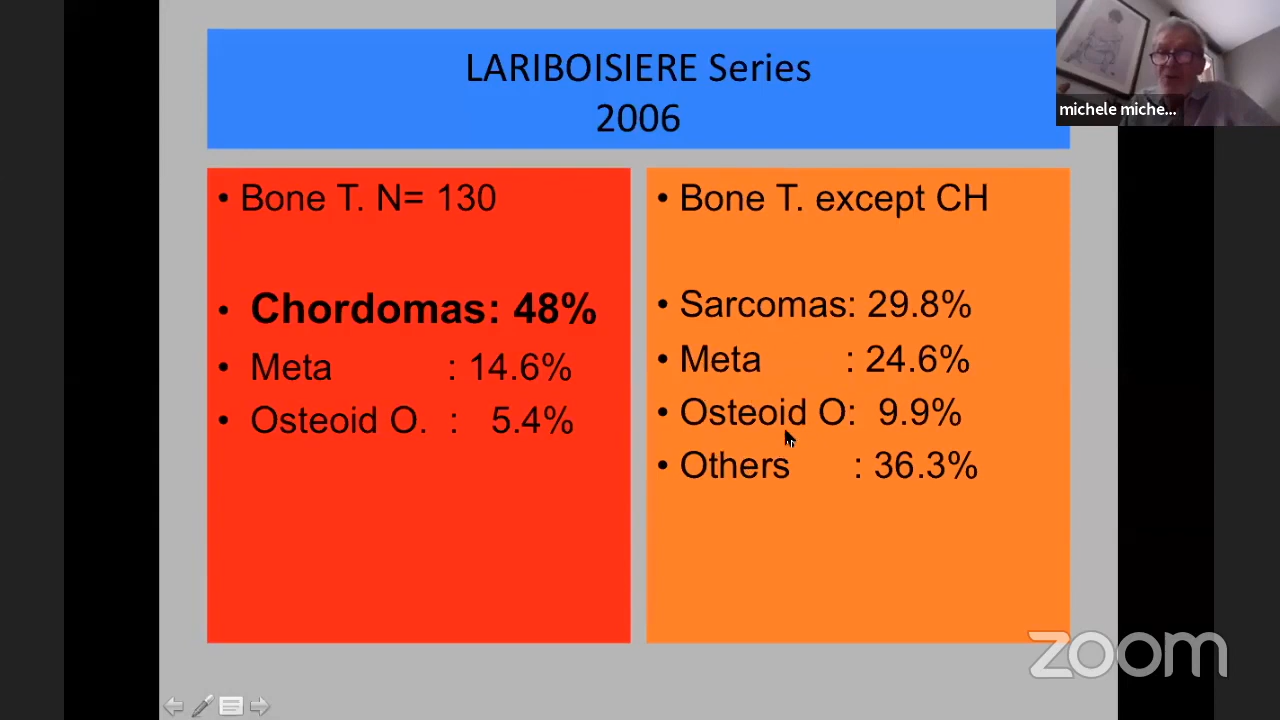 LARIBOISIERE Series
2006
michele miche...
• Bone T. N= 130
• Chordomas: 48%
• Meta : 14.6%
• Osteoid O. : 5.4%
• Bone T. except CH
• Sarcomas: 29.8%
• Meta : 24.6%
• Osteoid O: 9.9%
• Others : 36.3%
zoom